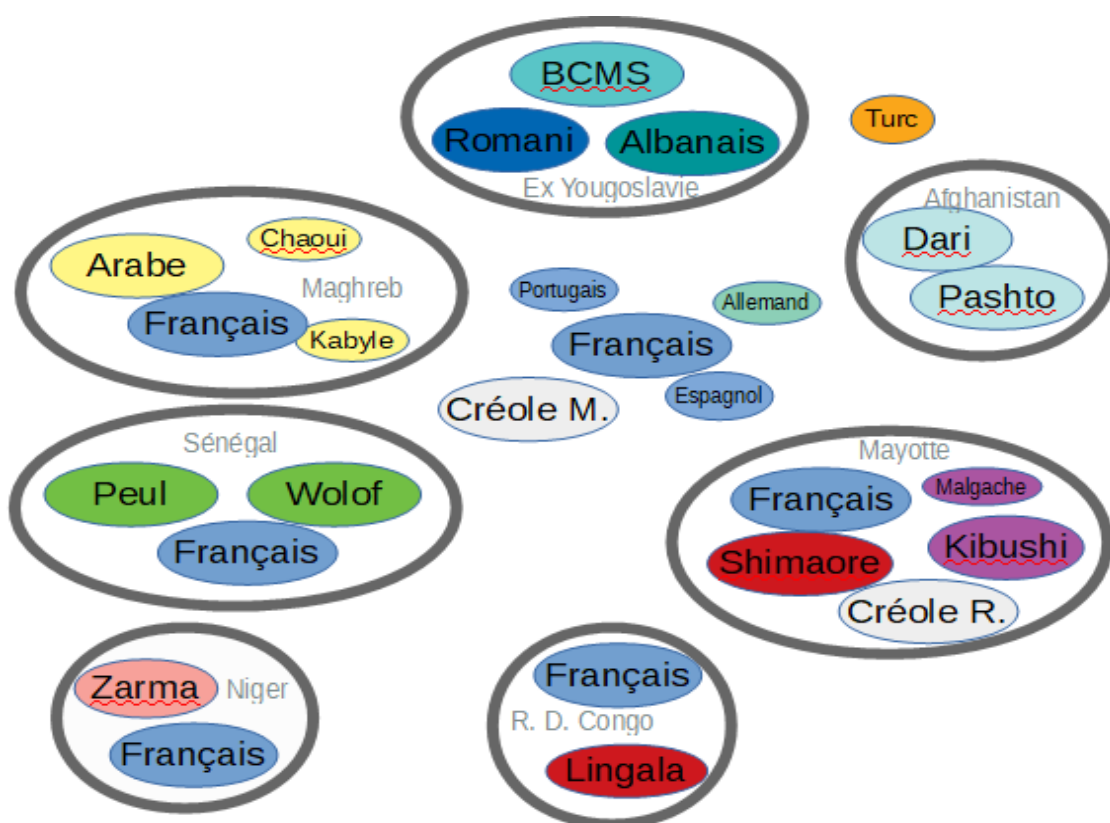 BCMS
Romani
Albanais
Ex Yougoslavie
Turc
Afghanistan
Dari
Pashto
Chaoui
Arabe
Maghreb
Français
Kabyle
Portugais
Allemand
Français
Espagnol
Créole M.
Sénégal
Peul
Wolof
Français
Mayotte
Français
Malgache
Shimaore
Kibushi
Créole R.
Zarma
Niger
Français
Français
R. D. Congo
Lingala